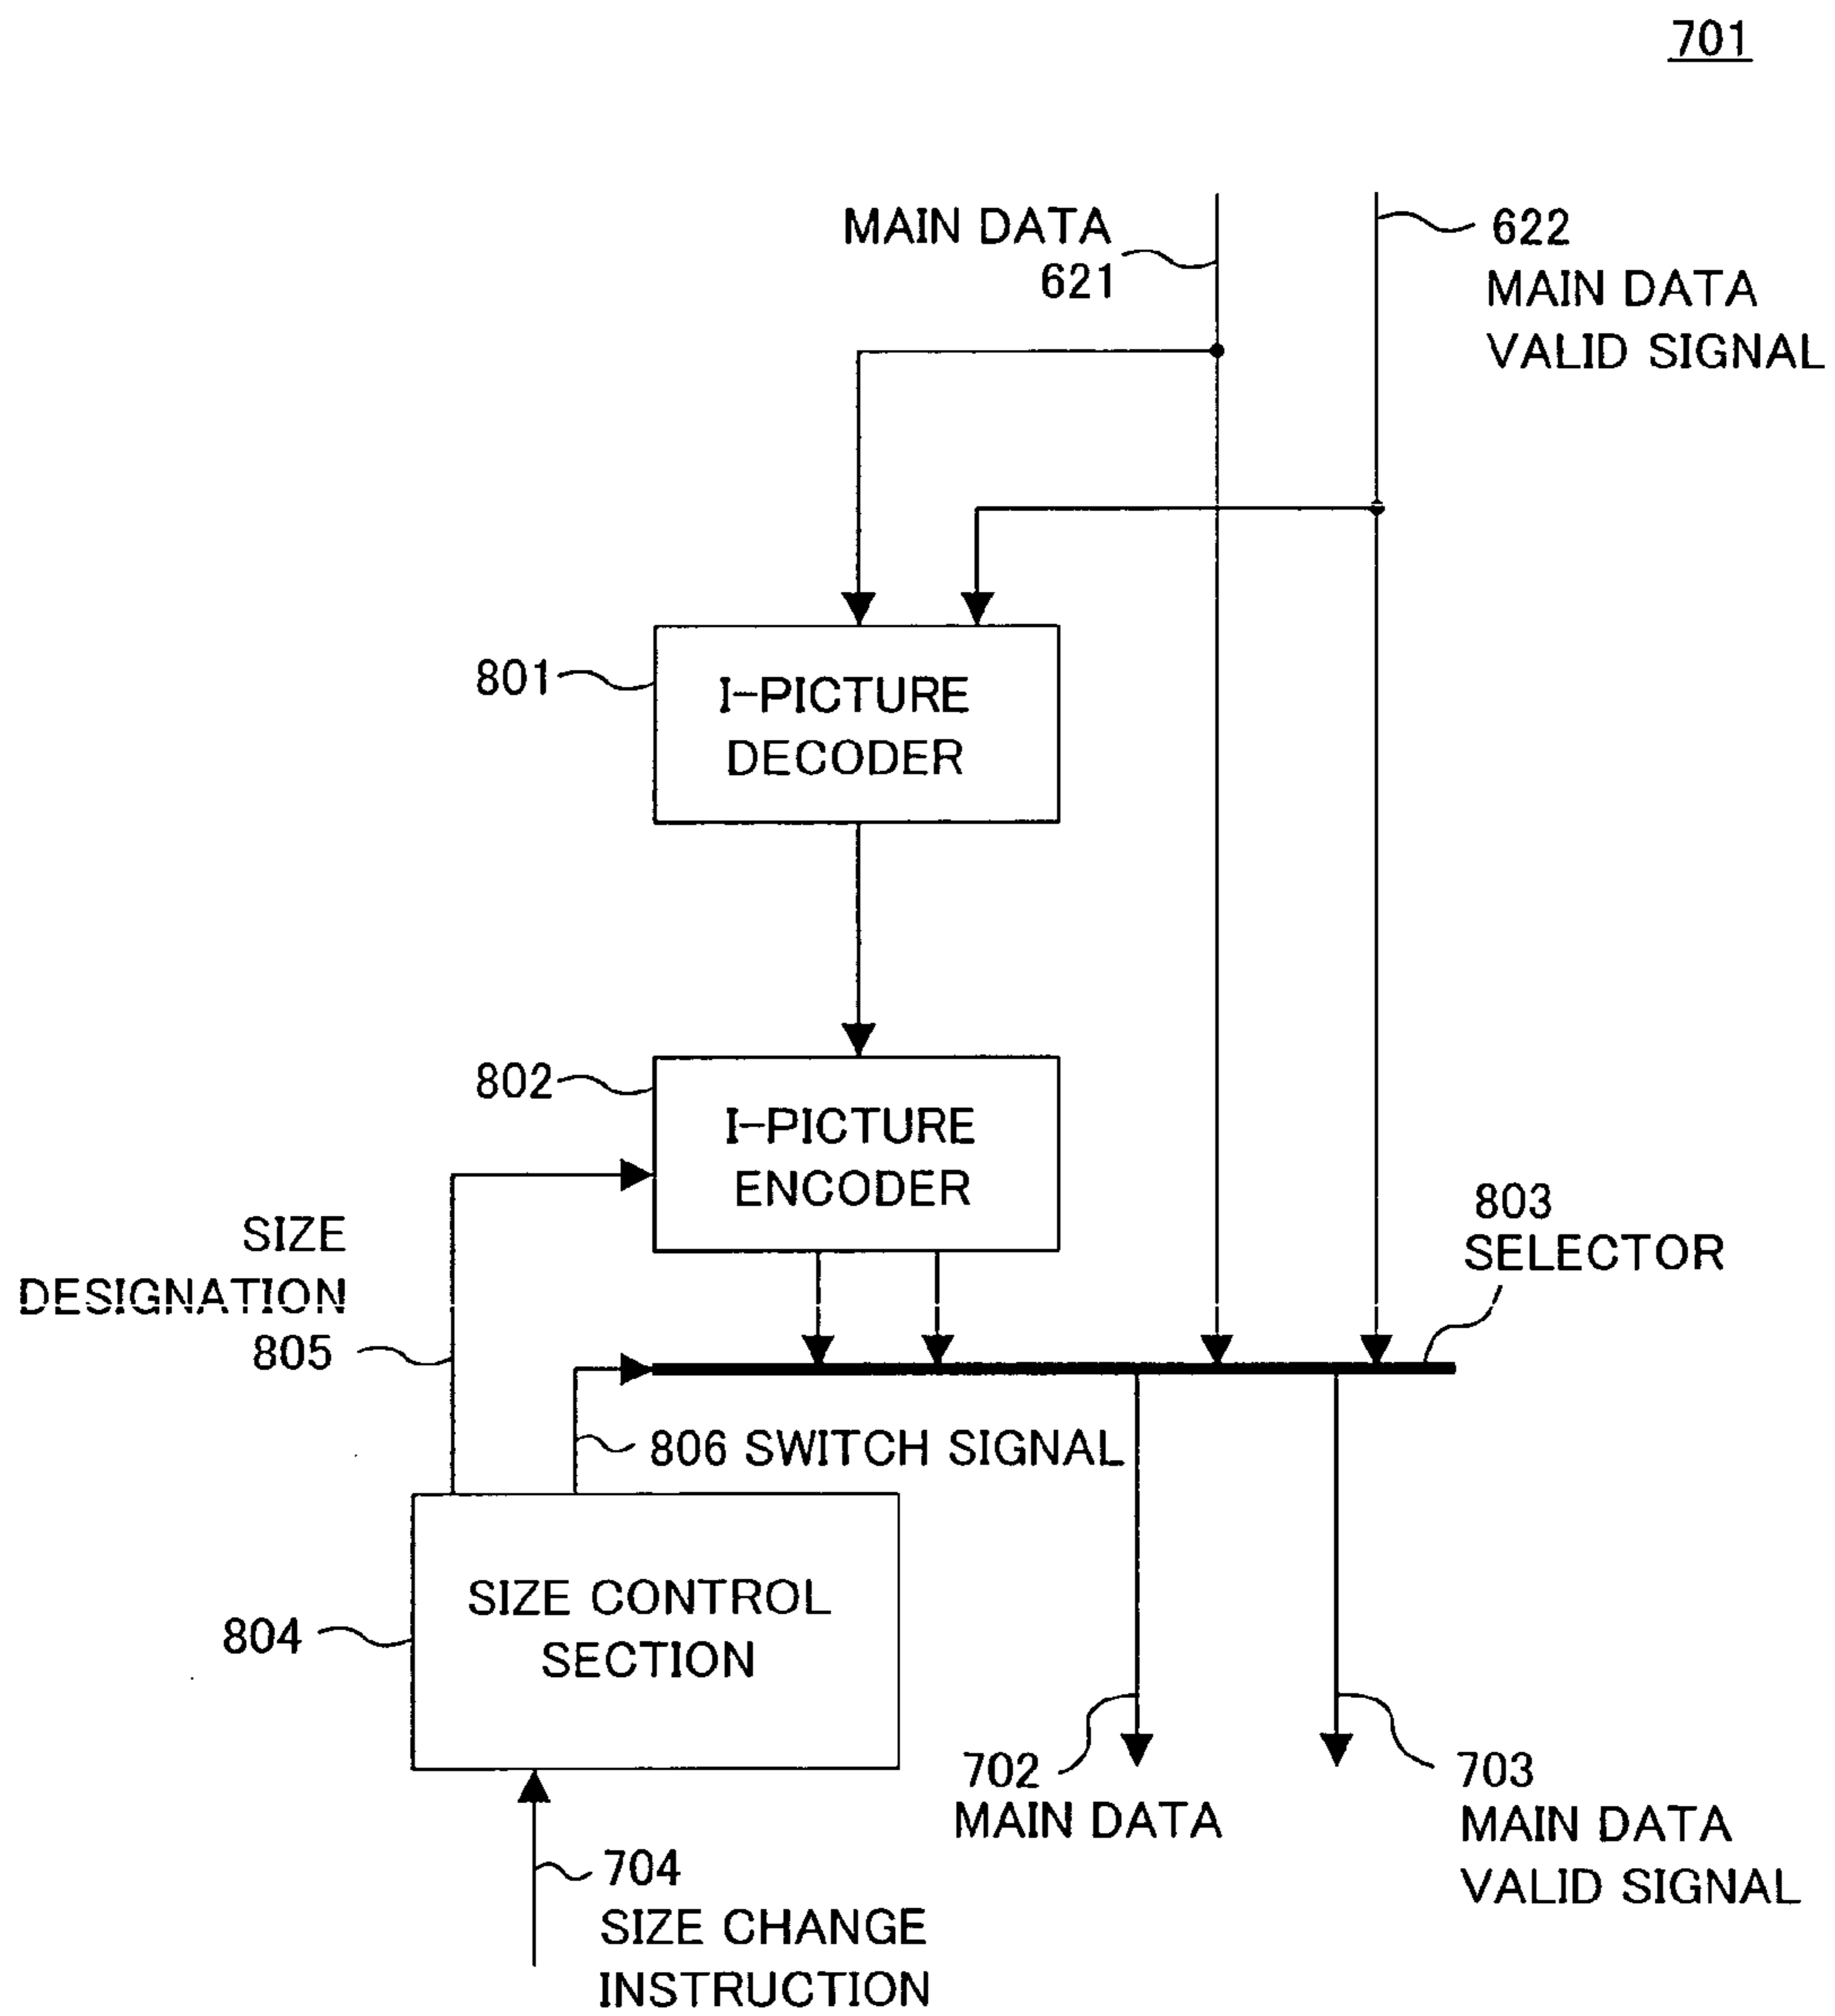 701
MAIN DATA
621
622
MAIN DATA
VALID SIGNAL
801
I-PICTURE
DECODER
802
I-PICTURE
ENCODER
SIZE
DESIGNATION
805
803
SELECTOR
806 SWITCH SIGNAL
804
SIZE CONTROL
SECTION
702
MAIN DATA
703
MAIN DATA
VALID SIGNAL
704
SIZE CHANGE
INSTRUCTION